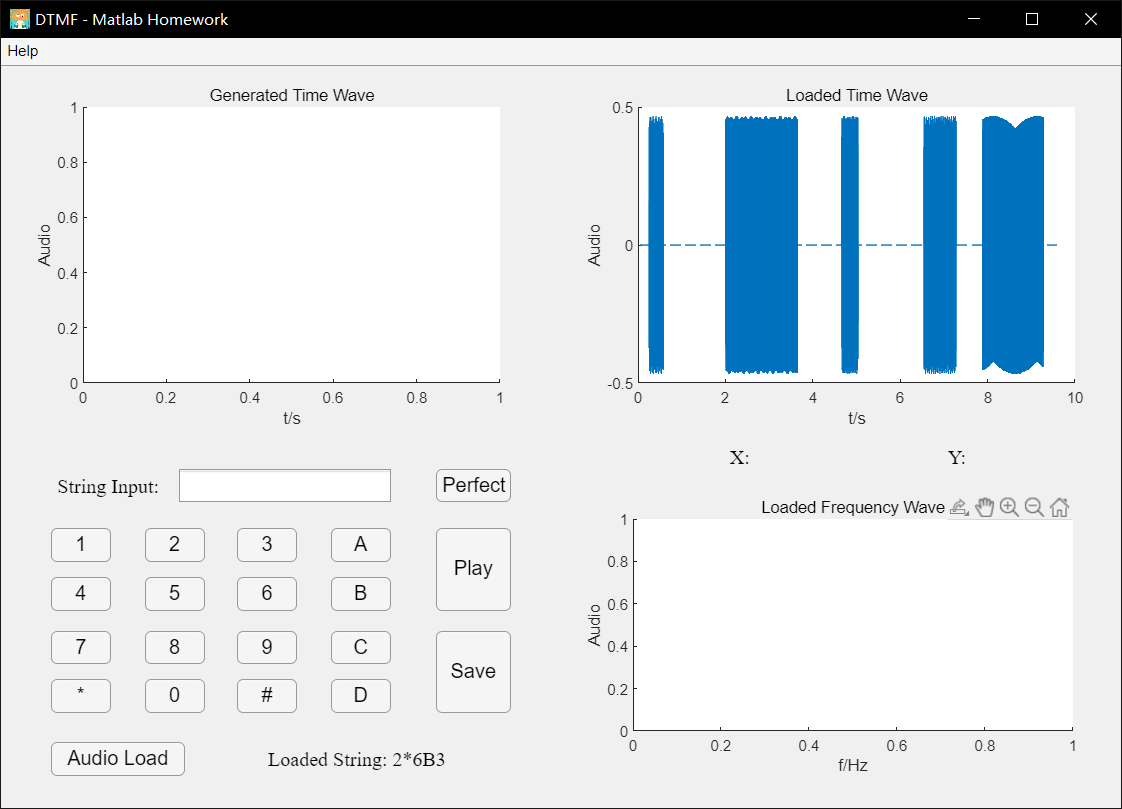 DTMF - Matlab Homework
Help
Generated Time Wave
1
0.8
0.6
0.4
0.2
0
Audio
0 0.2 0.4 0.6 0.8 1
t/s
Loaded Time Wave
0.5
0
-0.5
Audio
0 2 4 6 8 10
t/s
X: Y:
String Input: Perfect
1 2 3 A
4 5 6 B
Play
7 8 9 C
* 0 # D
Save
Audio Load Loaded String: 2*6B3
Loaded Frequency Wave
1
0.8
0.6
0.4
0.2
0
Audio
0 0.2 0.4 0.6 0.8 1
f/Hz